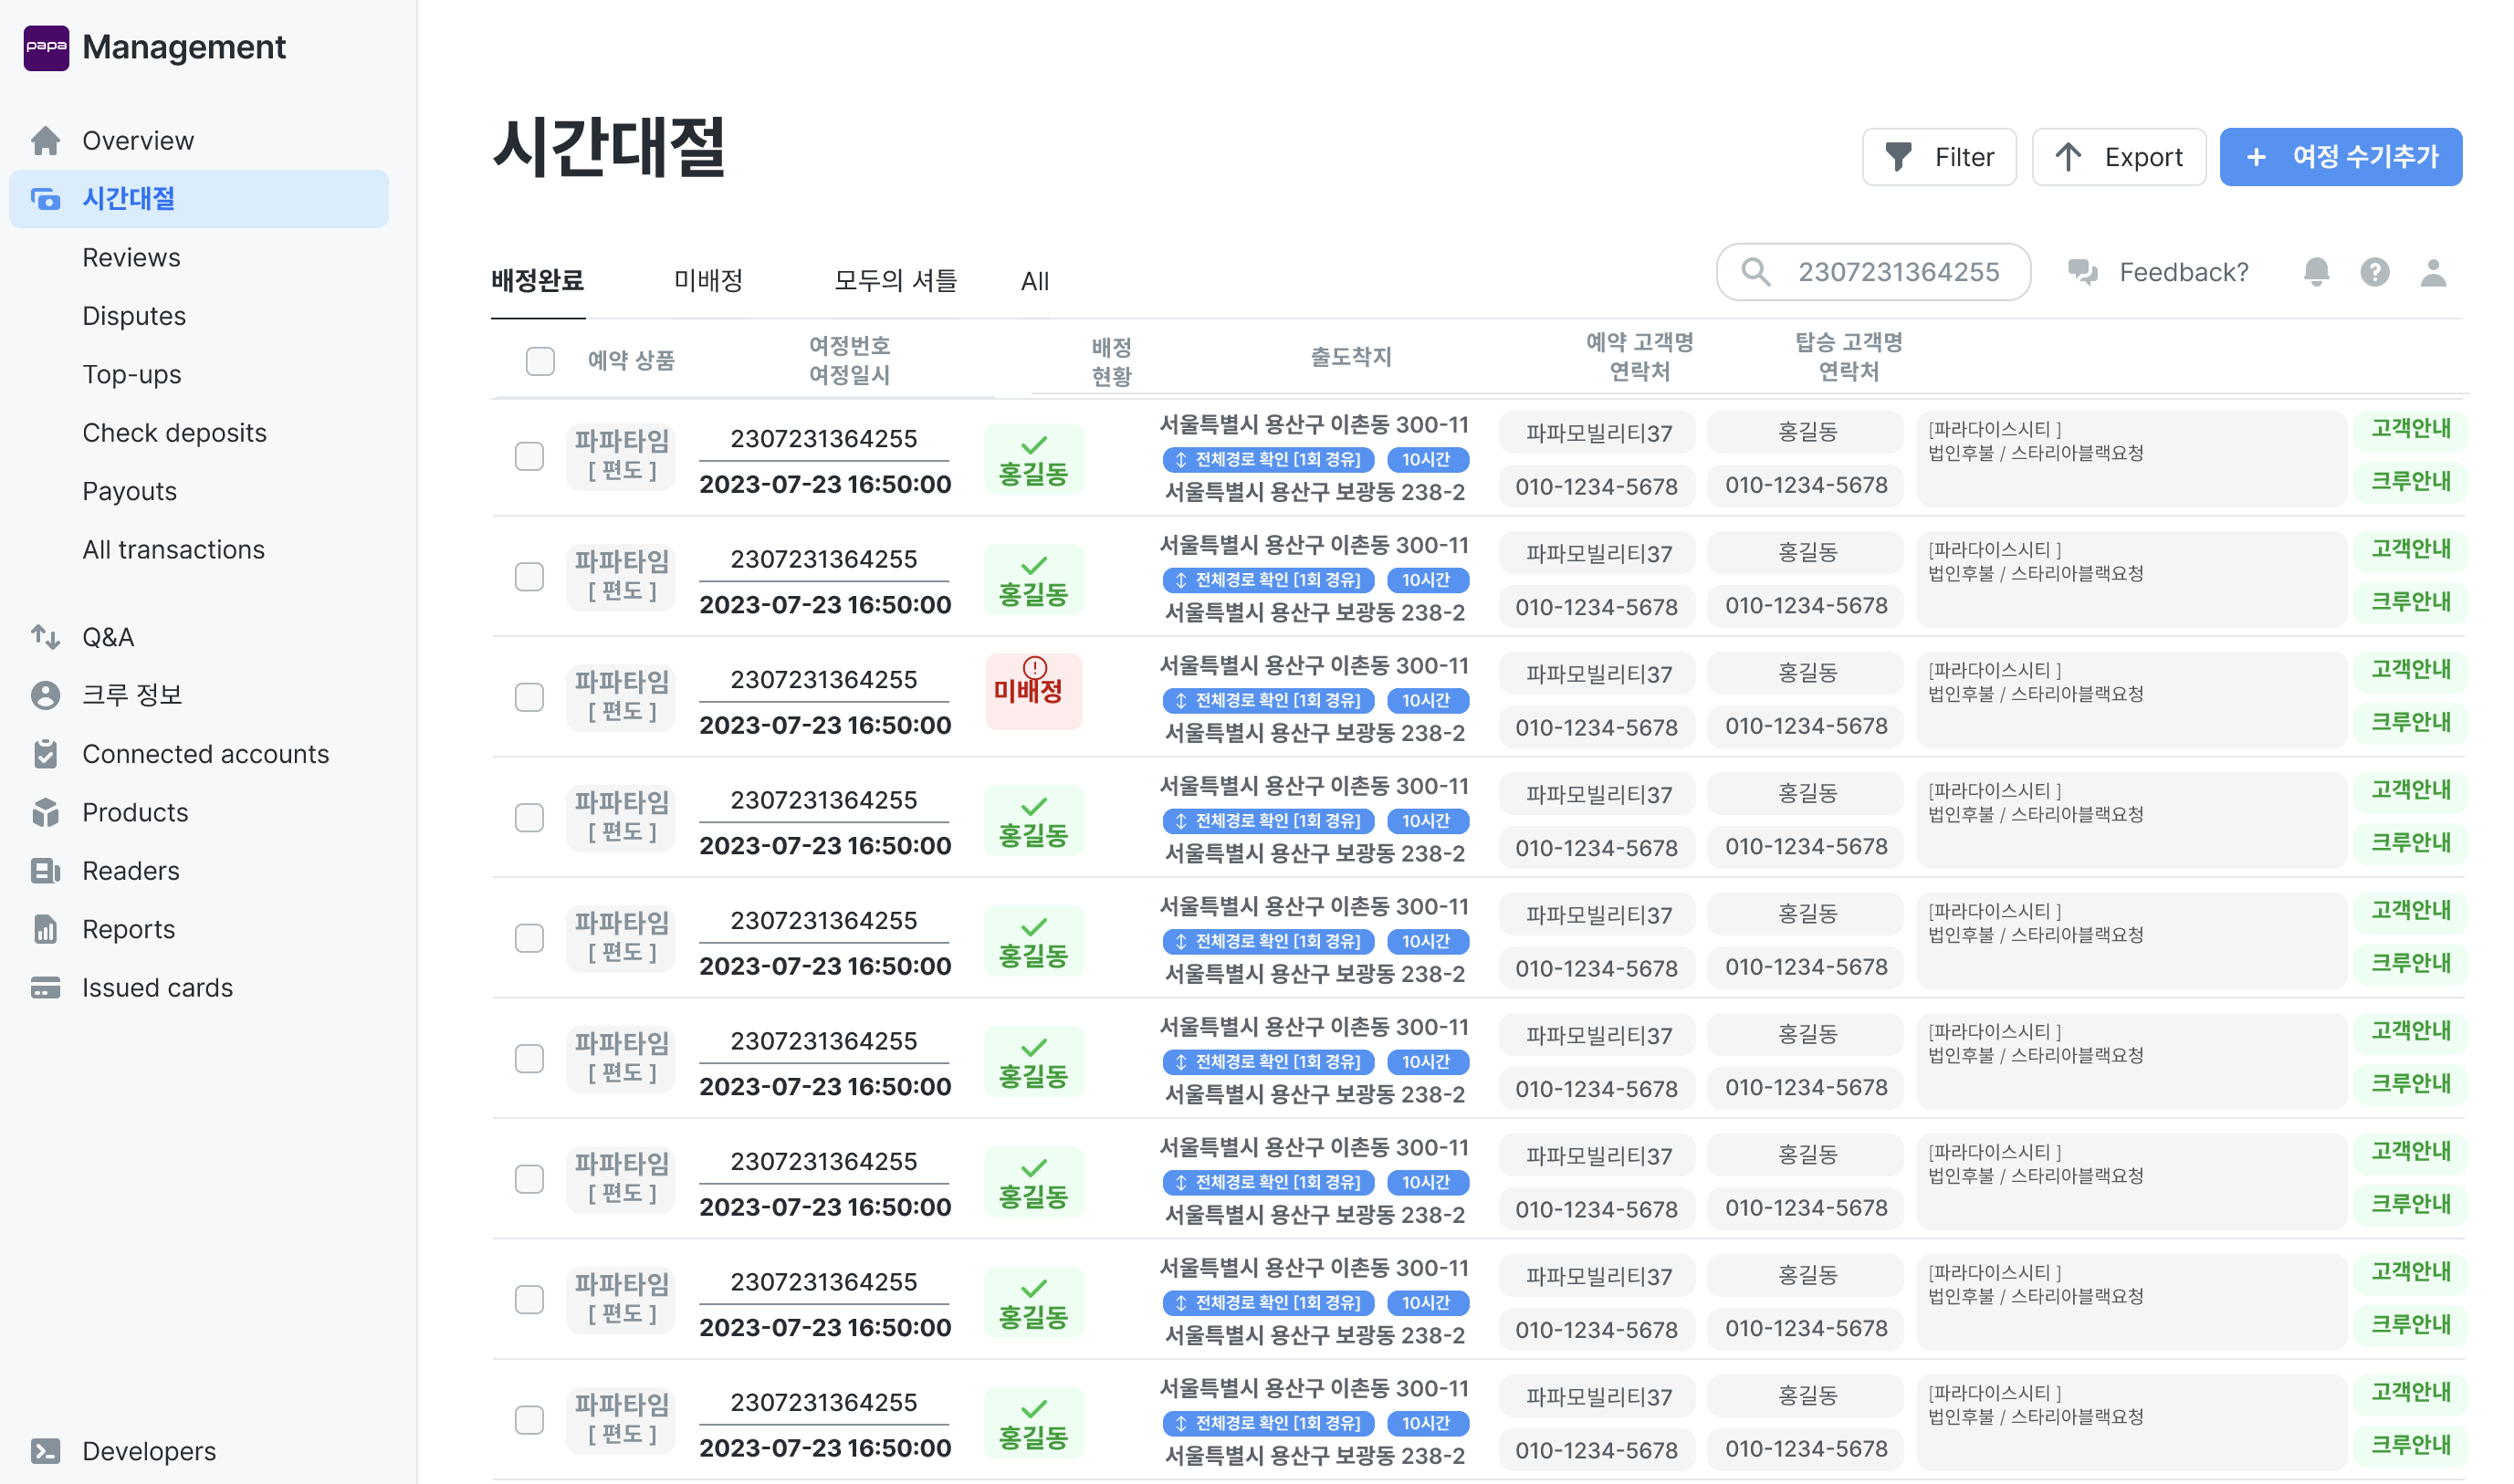 papa Management
Overview
시간대절
Reviews
Disputes
Top-ups
Check deposits
Payouts
All transactions
Q&A
크루 정보
Connected accounts
Products
Readers
Reports
Issued cards
Developers
시간대절
Filter
Export
+ 여정 수기추가
배정완료 미배정 모두의 셔틀 All
2307231364255
Feedback?
예약 상품
여정번호
여정일시
배정
현황
출도착지
예약 고객명
연락처
탑승 고객명
연락처
파파타임
[ 편도 ]
2307231364255
2023-07-23 16:50:00
홍길동
서울특별시 용산구 이촌동 300-11
전체경로 확인 [1회 경유] 10시간
서울특별시 용산구 보광동 238-2
파파모빌리티37
010-1234-5678
홍길동
010-1234-5678
[파라다이스시티 ]
법인후불 / 스타리아블랙요청
고객안내
크루안내
파파타임
[ 편도 ]
2307231364255
2023-07-23 16:50:00
홍길동
서울특별시 용산구 이촌동 300-11
전체경로 확인 [1회 경유] 10시간
서울특별시 용산구 보광동 238-2
파파모빌리티37
010-1234-5678
홍길동
010-1234-5678
[파라다이스시티 ]
법인후불 / 스타리아블랙요청
고객안내
크루안내
파파타임
[ 편도 ]
2307231364255
2023-07-23 16:50:00
미배정
서울특별시 용산구 이촌동 300-11
전체경로 확인 [1회 경유] 10시간
서울특별시 용산구 보광동 238-2
파파모빌리티37
010-1234-5678
홍길동
010-1234-5678
[파라다이스시티 ]
법인후불 / 스타리아블랙요청
고객안내
크루안내
파파타임
[ 편도 ]
2307231364255
2023-07-23 16:50:00
홍길동
서울특별시 용산구 이촌동 300-11
전체경로 확인 [1회 경유] 10시간
서울특별시 용산구 보광동 238-2
파파모빌리티37
010-1234-5678
홍길동
010-1234-5678
[파라다이스시티 ]
법인후불 / 스타리아블랙요청
고객안내
크루안내
파파타임
[ 편도 ]
2307231364255
2023-07-23 16:50:00
홍길동
서울특별시 용산구 이촌동 300-11
전체경로 확인 [1회 경유] 10시간
서울특별시 용산구 보광동 238-2
파파모빌리티37
010-1234-5678
홍길동
010-1234-5678
[파라다이스시티 ]
법인후불 / 스타리아블랙요청
고객안내
크루안내
파파타임
[ 편도 ]
2307231364255
2023-07-23 16:50:00
홍길동
서울특별시 용산구 이촌동 300-11
전체경로 확인 [1회 경유] 10시간
서울특별시 용산구 보광동 238-2
파파모빌리티37
010-1234-5678
홍길동
010-1234-5678
[파라다이스시티 ]
법인후불 / 스타리아블랙요청
고객안내
크루안내
파파타임
[ 편도 ]
2307231364255
2023-07-23 16:50:00
홍길동
서울특별시 용산구 이촌동 300-11
전체경로 확인 [1회 경유] 10시간
서울특별시 용산구 보광동 238-2
파파모빌리티37
010-1234-5678
홍길동
010-1234-5678
[파라다이스시티 ]
법인후불 / 스타리아블랙요청
고객안내
크루안내
파파타임
[ 편도 ]
2307231364255
2023-07-23 16:50:00
홍길동
서울특별시 용산구 이촌동 300-11
전체경로 확인 [1회 경유] 10시간
서울특별시 용산구 보광동 238-2
파파모빌리티37
010-1234-5678
홍길동
010-1234-5678
[파라다이스시티 ]
법인후불 / 스타리아블랙요청
고객안내
크루안내
파파타임
[ 편도 ]
2307231364255
2023-07-23 16:50:00
홍길동
서울특별시 용산구 이촌동 300-11
전체경로 확인 [1회 경유] 10시간
서울특별시 용산구 보광동 238-2
파파모빌리티37
010-1234-5678
홍길동
010-1234-5678
[파라다이스시티 ]
법인후불 / 스타리아블랙요청
고객안내
크루안내